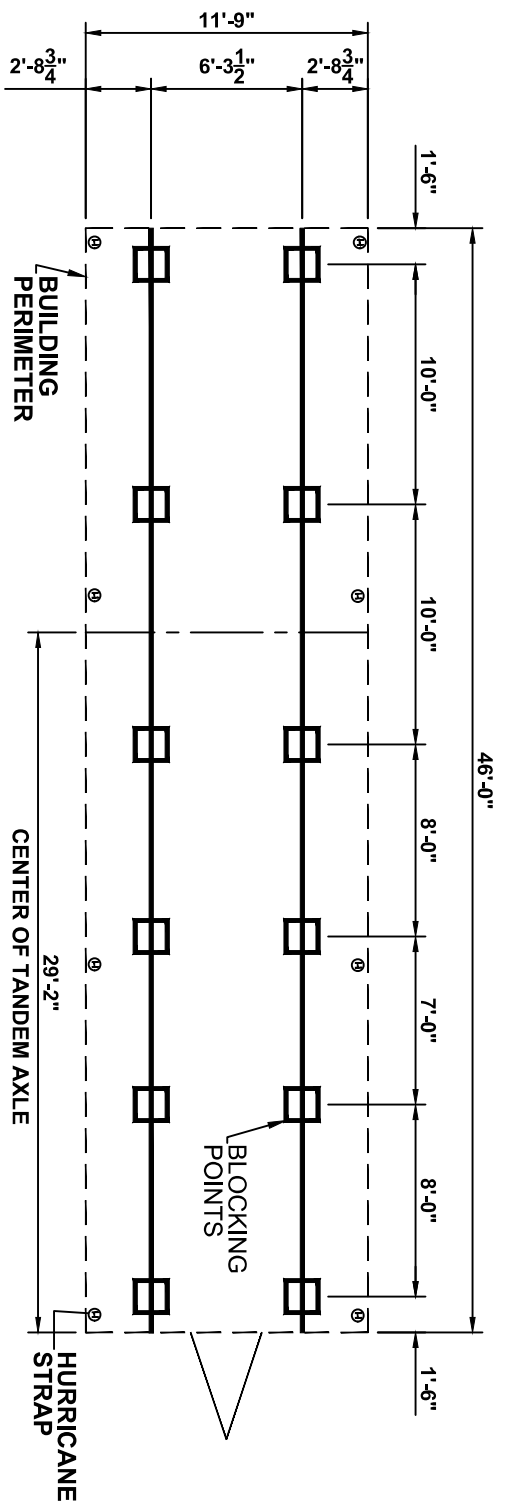 46'-0"
1'-6"
10'-0"
10'-0"
8'-0"
7'-0"
8'-0"
1'-6"
11'-9"
2'-8 3/4"
6'-3 1/2"
2'-8 3/4"
H
H
H
H
BLOCKING
POINTS
H
H
H
H
BUILDING
PERIMETER
29'-2"
CENTER OF TANDEM AXLE
HURRICANE
STRAP